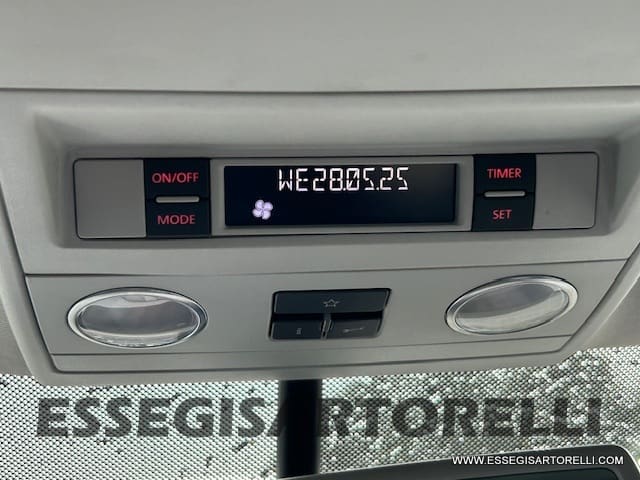 ON/OFF
WE28.05.25
TIMER
MODE
SET
ESSEGISARTORELLI
WWW.ESSEGISARTORELLI.COM